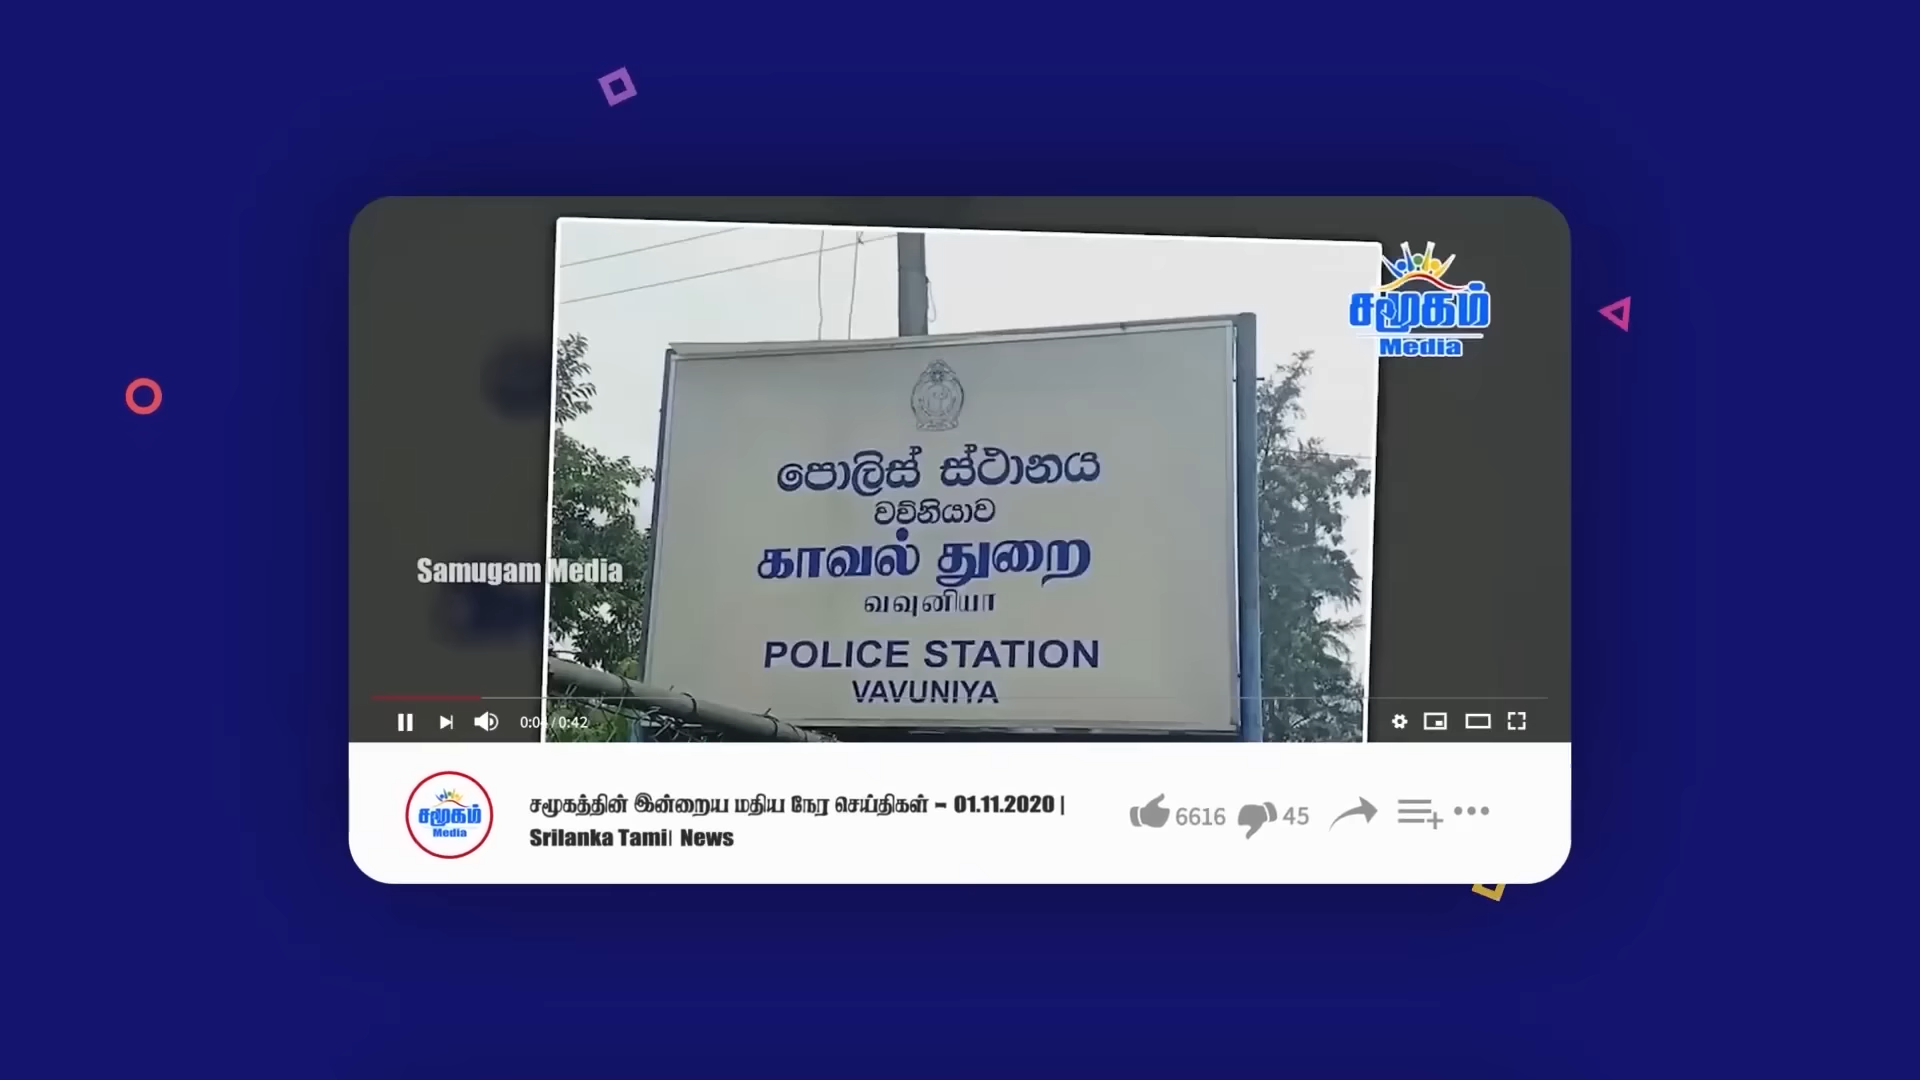 சமூகம்
Media
පොලිස් ස්ථානය
වව්නියාව
காவல் துறை
வவுனியா
POLICE STATION
VAVUNIYA
Samugam Media
0:04 / 0:42
சமூகம்
Media
சமூகத்தின் இன்றைய மதிய நேர செய்திகள் – 01.11.2020 |
Srilanka Tamil News
6616
45